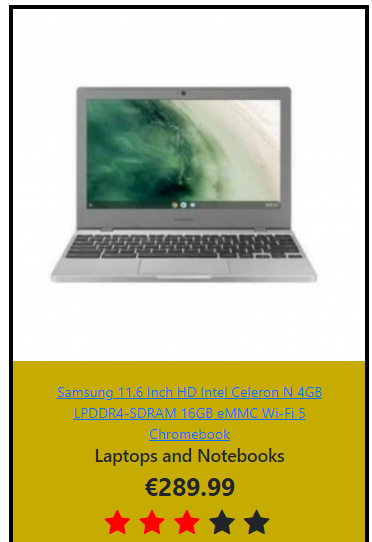 SAMSUNG
Samsung 11.6 Inch HD Intel Celeron N 4GB
LPDDR4-SDRAM 16GB eMMC Wi-Fi 5
Chromebook
Laptops and Notebooks
€289.99